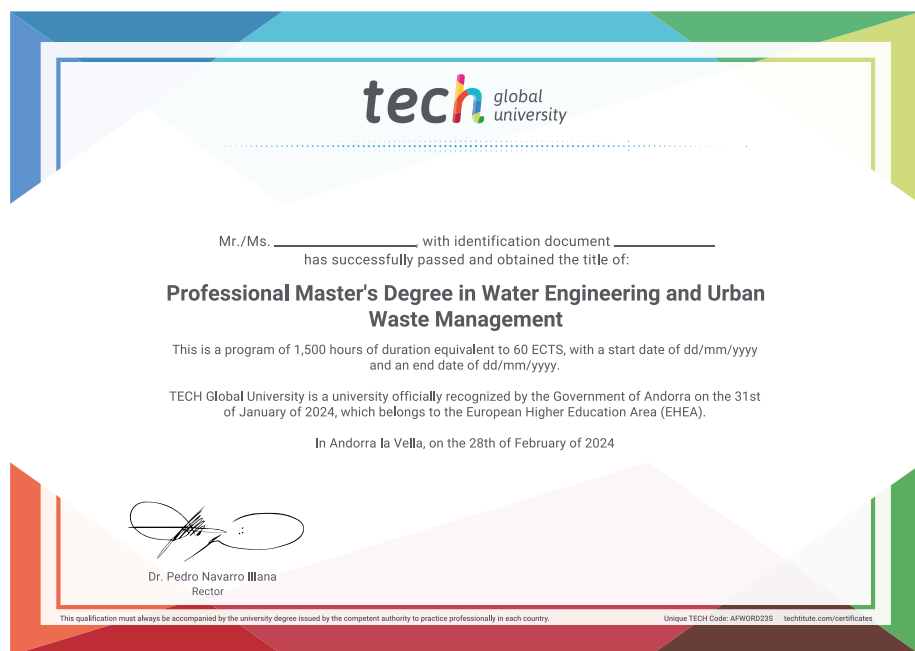 tech global university
Mr./Ms. ____________, with identification document ____________
has successfully passed and obtained the title of:
Professional Master's Degree in Water Engineering and Urban
Waste Management
This is a program of 1,500 hours of duration equivalent to 60 ECTS, with a start date of dd/mm/yyyy
and an end date of dd/mm/yyyy.
TECH Global University is a university officially recognized by the Government of Andorra on the 31st
of January of 2024, which belongs to the European Higher Education Area (EHEA).
In Andorra la Vella, on the 28th of February of 2024
Dr. Pedro Navarro Illana
Rector
This qualification must always be accompanied by the university degree issued by the competent authority to practice professionally in each country.
Unique TECH Code: AFWORD23S techtitute.com/certificates